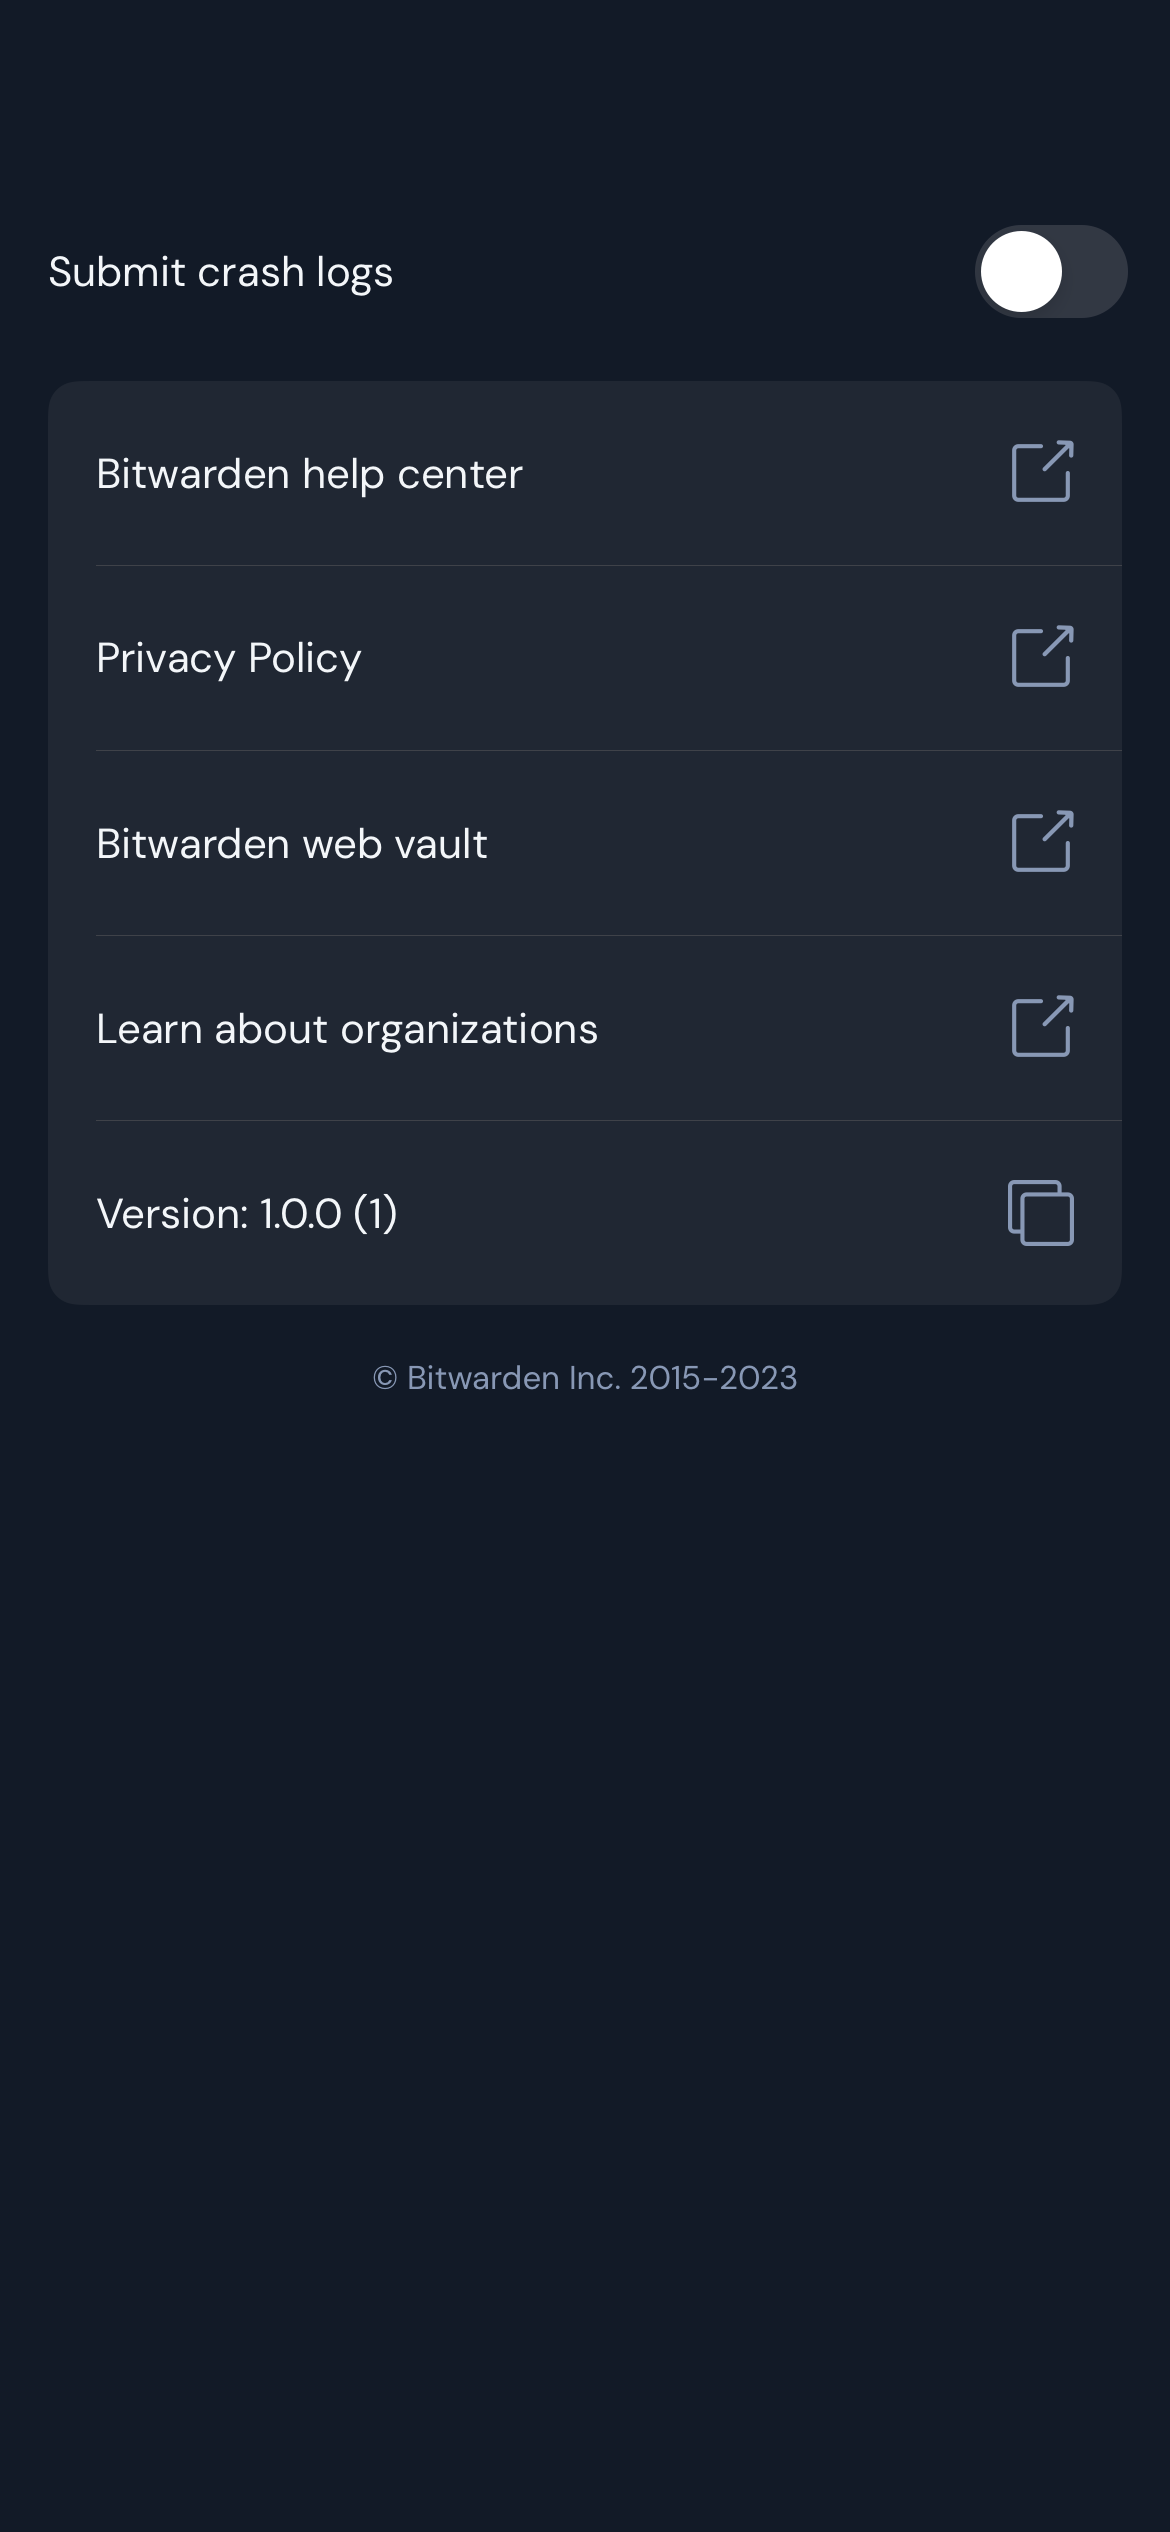 Submit crash logs
Bitwarden help center
Privacy Policy
Bitwarden web vault
Learn about organizations
Version: 1.0.0 (1)
© Bitwarden Inc. 2015-2023